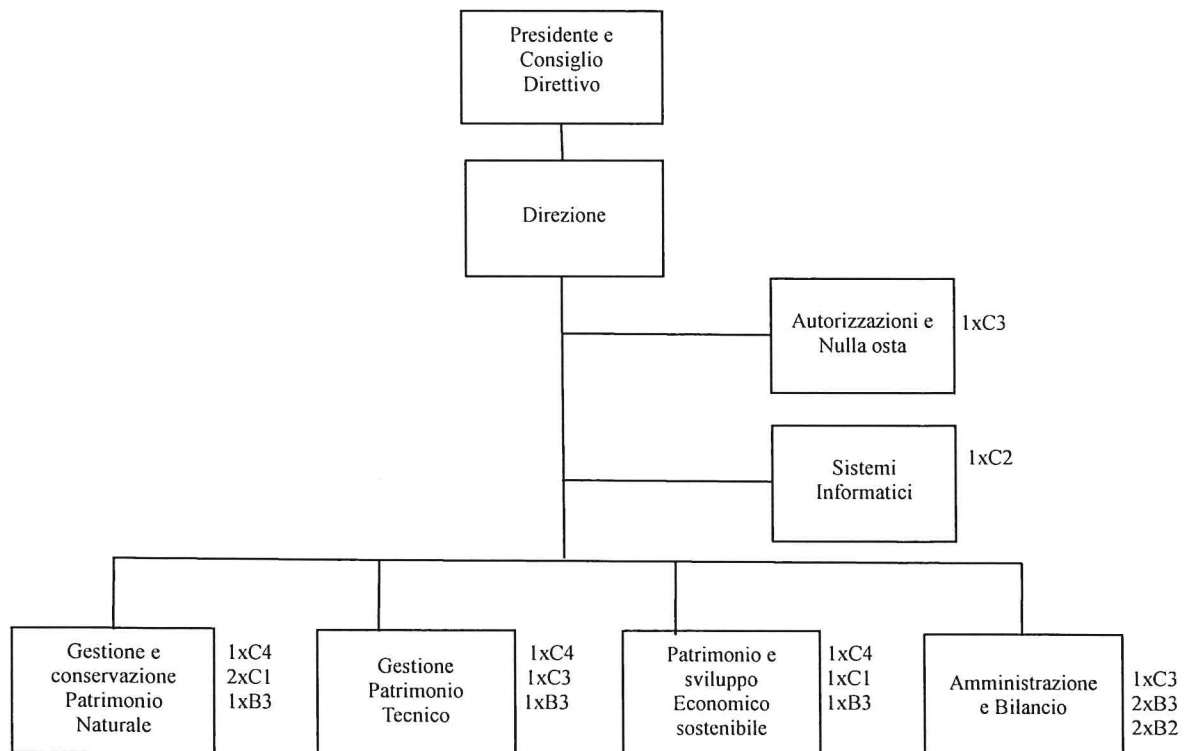 Presidente e
Consiglio
Direttivo
Direzione
Autorizzazioni e
Nulla osta
1xC3
Sistemi
Informatici
1xC2
Gestione e
conservazione
Patrimonio
Naturale
1xC4
2xC1
1xB3
Gestione
Patrimonio
Tecnico
1xC4
1xC3
1xB3
Patrimonio e
sviluppo
Economico
sostenibile
1xC4
1xC1
1xB3
Amministrazione
e Bilancio
1xC3
2xB3
2xB2